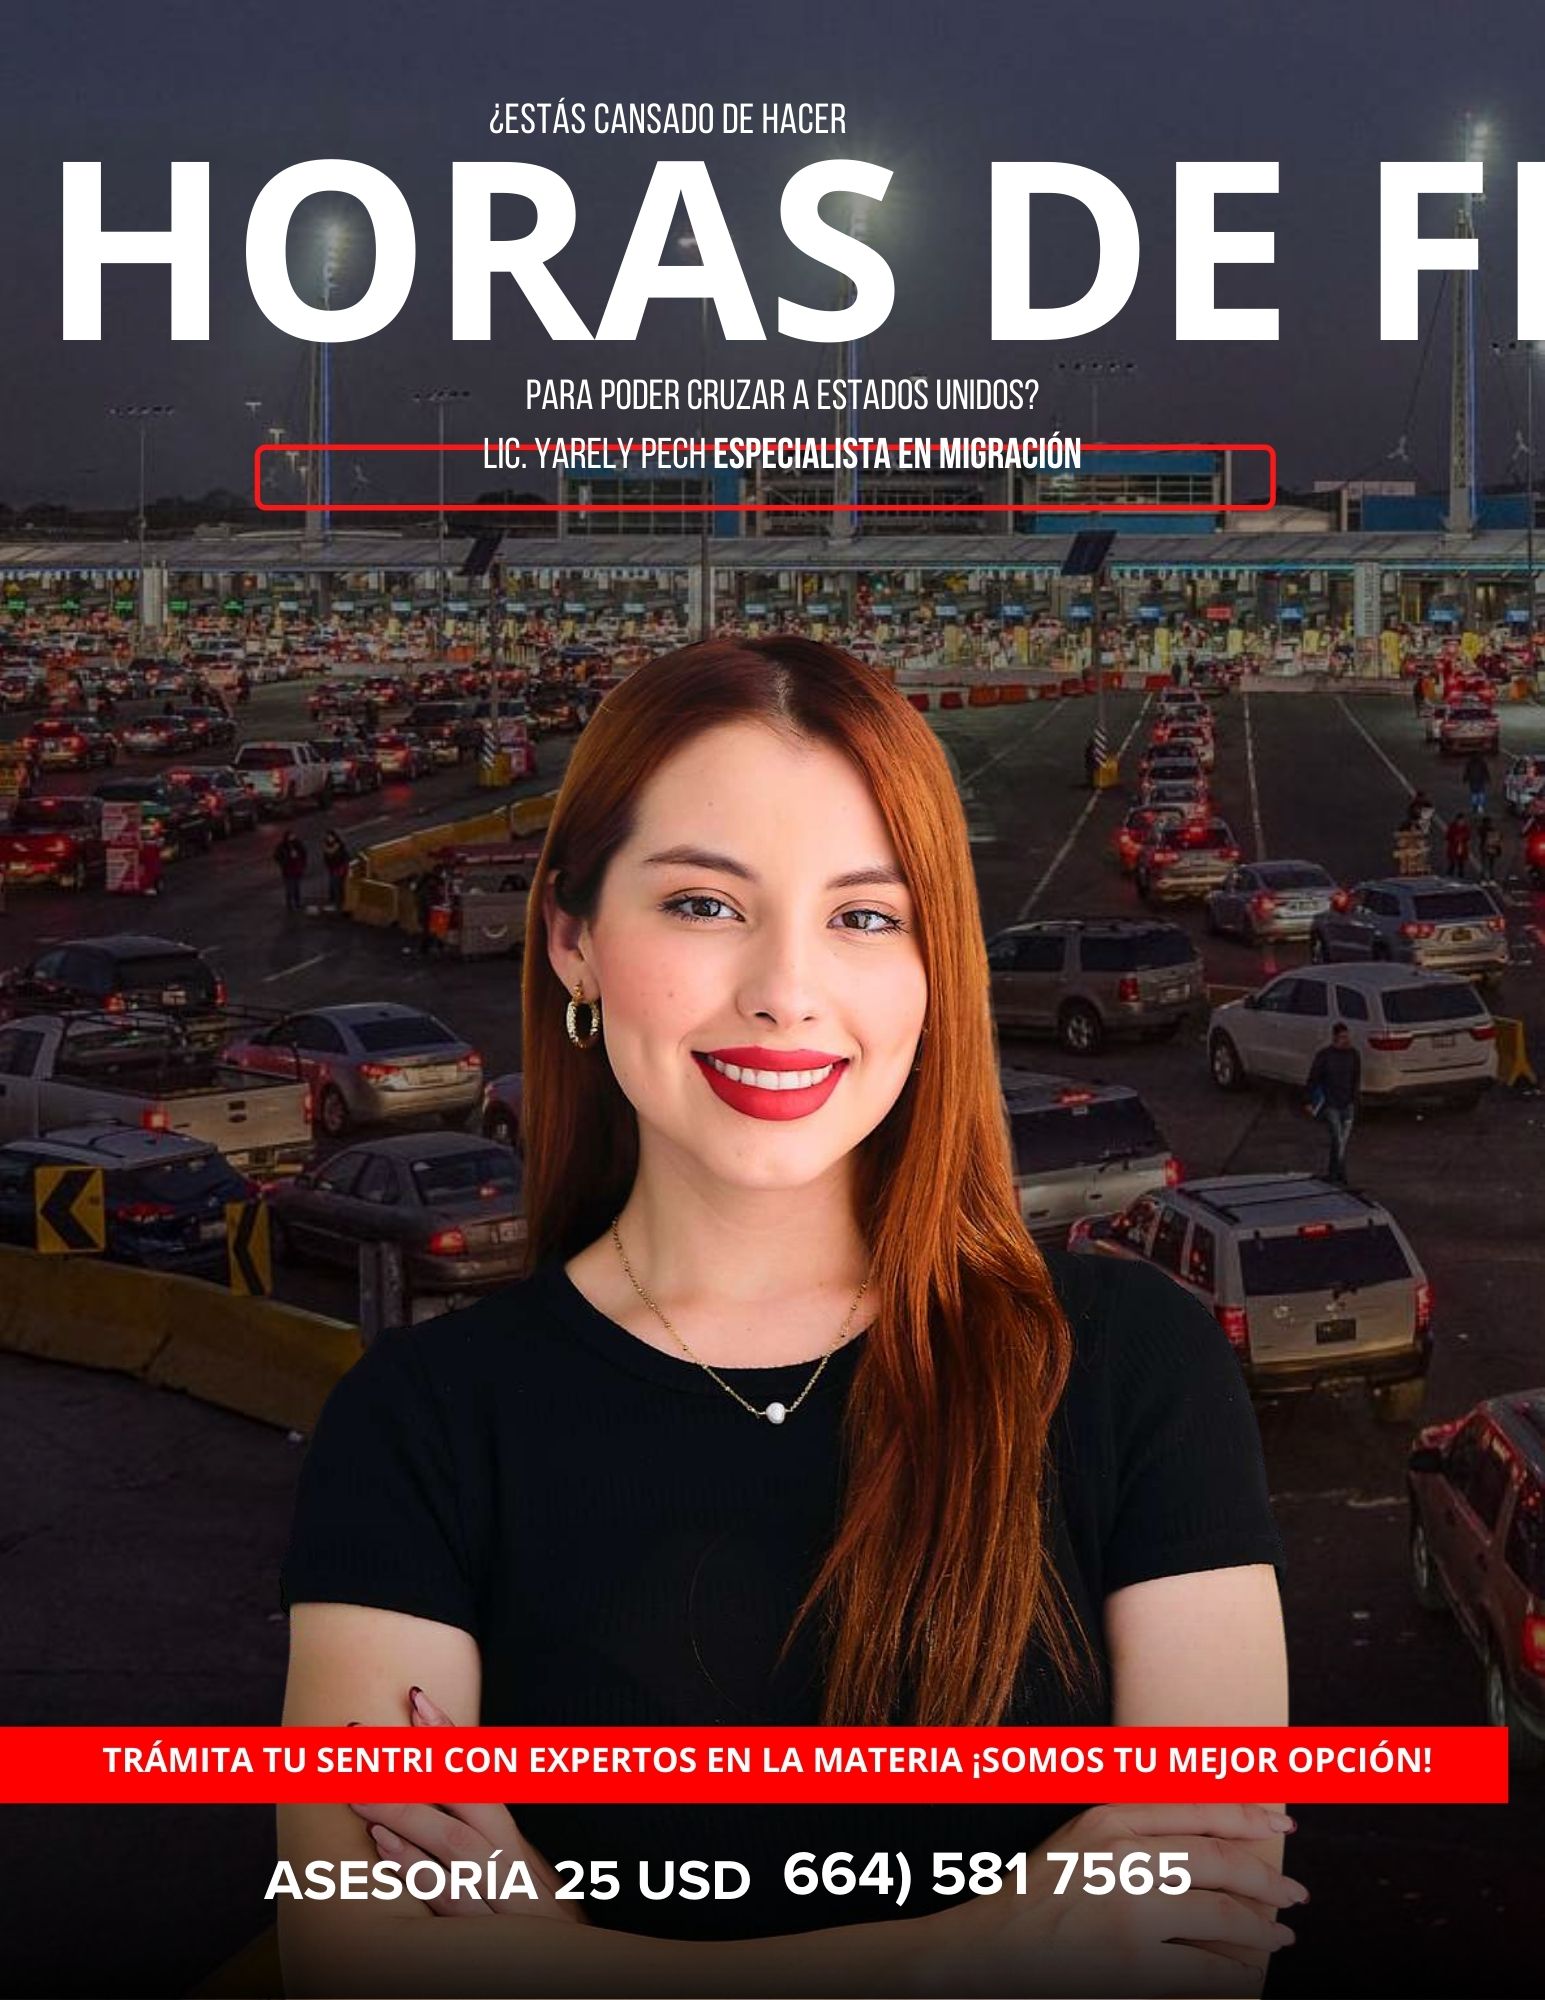 ¿ESTÁS CANSADO DE HACER
HORAS DE FI
PARA PODER CRUZAR A ESTADOS UNIDOS?
LIC. YARELY PECH ESPECIALISTA EN MIGRACIÓN
TRÁMITA TU SENTRI CON EXPERTOS EN LA MATERIA ¡SOMOS TU MEJOR OPCIÓN!
ASESORÍA 25 USD 664) 581 7565